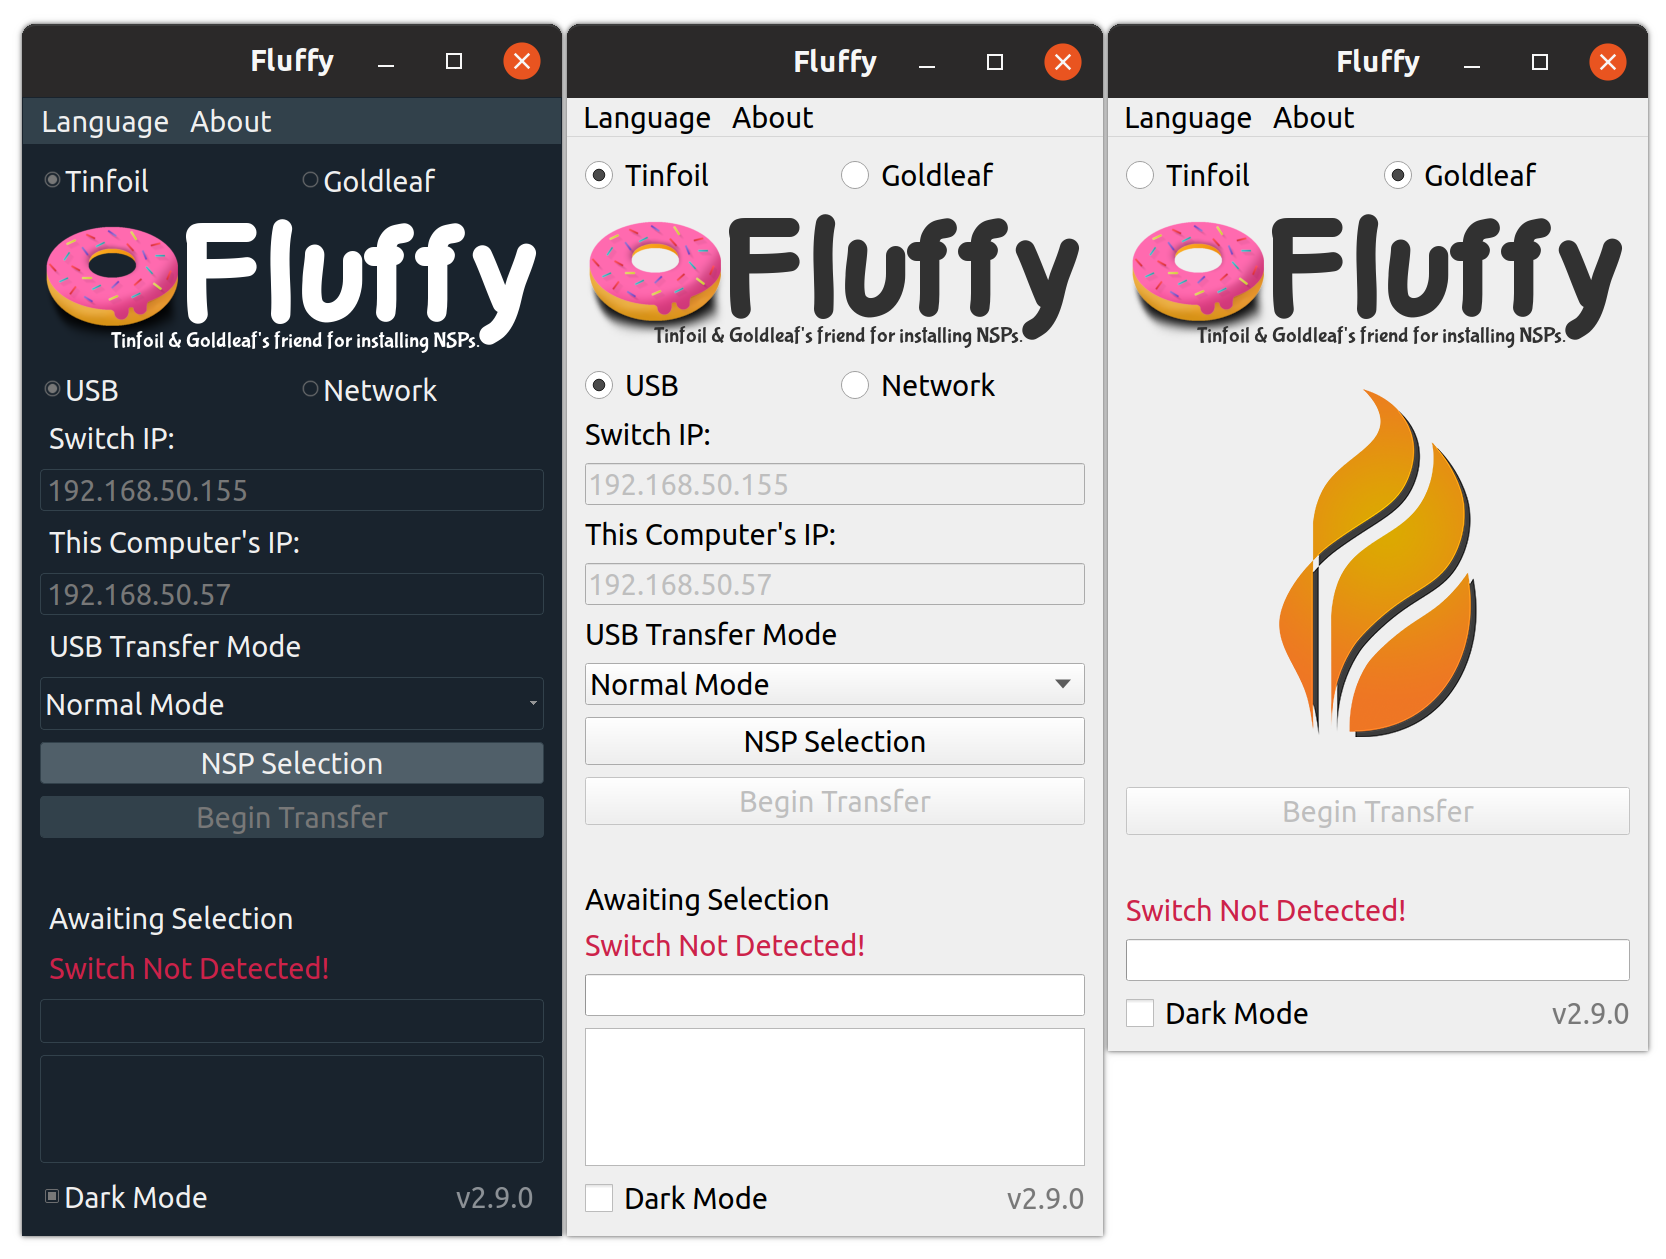 Fluffy
Language About
Tinfoil Goldleaf
Fluffy
Tinfoil & Goldleaf's friend for installing NSPs.
USB Network
Switch IP:
192.168.50.155
This Computer's IP:
192.168.50.57
USB Transfer Mode
Normal Mode
NSP Selection
Begin Transfer
Awaiting Selection
Switch Not Detected!
Dark Mode v2.9.0
Fluffy
Language About
Tinfoil Goldleaf
Fluffy
Tinfoil & Goldleaf's friend for installing NSPs.
USB Network
Switch IP:
192.168.50.155
This Computer's IP:
192.168.50.57
USB Transfer Mode
Normal Mode
NSP Selection
Begin Transfer
Awaiting Selection
Switch Not Detected!
Dark Mode v2.9.0
Fluffy
Language About
Tinfoil Goldleaf
Fluffy
Tinfoil & Goldleaf's friend for installing NSPs.
Begin Transfer
Switch Not Detected!
Dark Mode v2.9.0